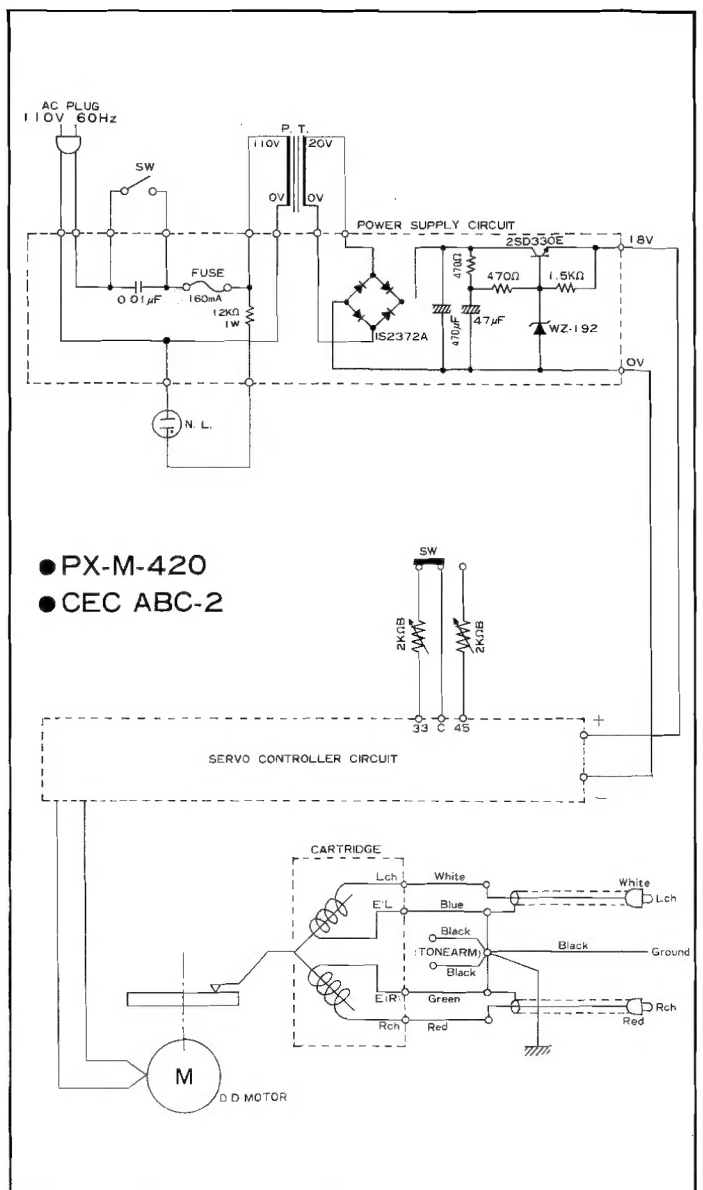 AC PLUG
110V 60Hz
P. T.
110V
120V
SW
0V
0V
POWER SUPPLY CIRCUIT
2SD330E
18V
FUSE
470Ω
470Ω
1.5KΩ
0.01μF
160mA
12KΩ
1W
1S2372A
470μF
47μF
WZ-192
0V
N. L.
●PX-M-420
●CEC ABC-2
SW
2KΩB
2KΩB
33 C 45
+
SERVO CONTROLLER CIRCUIT
−
CARTRIDGE
Lch
White
White
Lch
E(L)
Blue
Black
(TONEARM)
Black
Ground
Black
E(R)
Green
Rch
Rch
Red
Red
M
D.D MOTOR